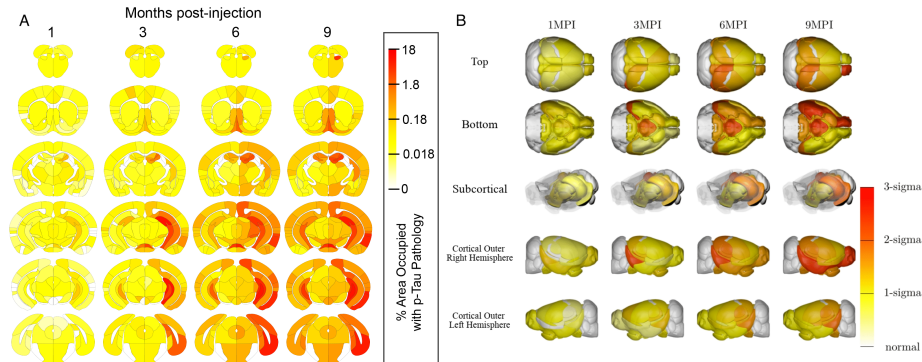 A
Months post-injection
1 3 6 9
18
1.8
0.18
0.018
0
% Area Occupied
with p-Tau Pathology
B
1MPI 3MPI 6MPI 9MPI
Top
Bottom
Subcortical
Cortical Outer
Right Hemisphere
Cortical Outer
Left Hemisphere
3-sigma
2-sigma
1-sigma
normal